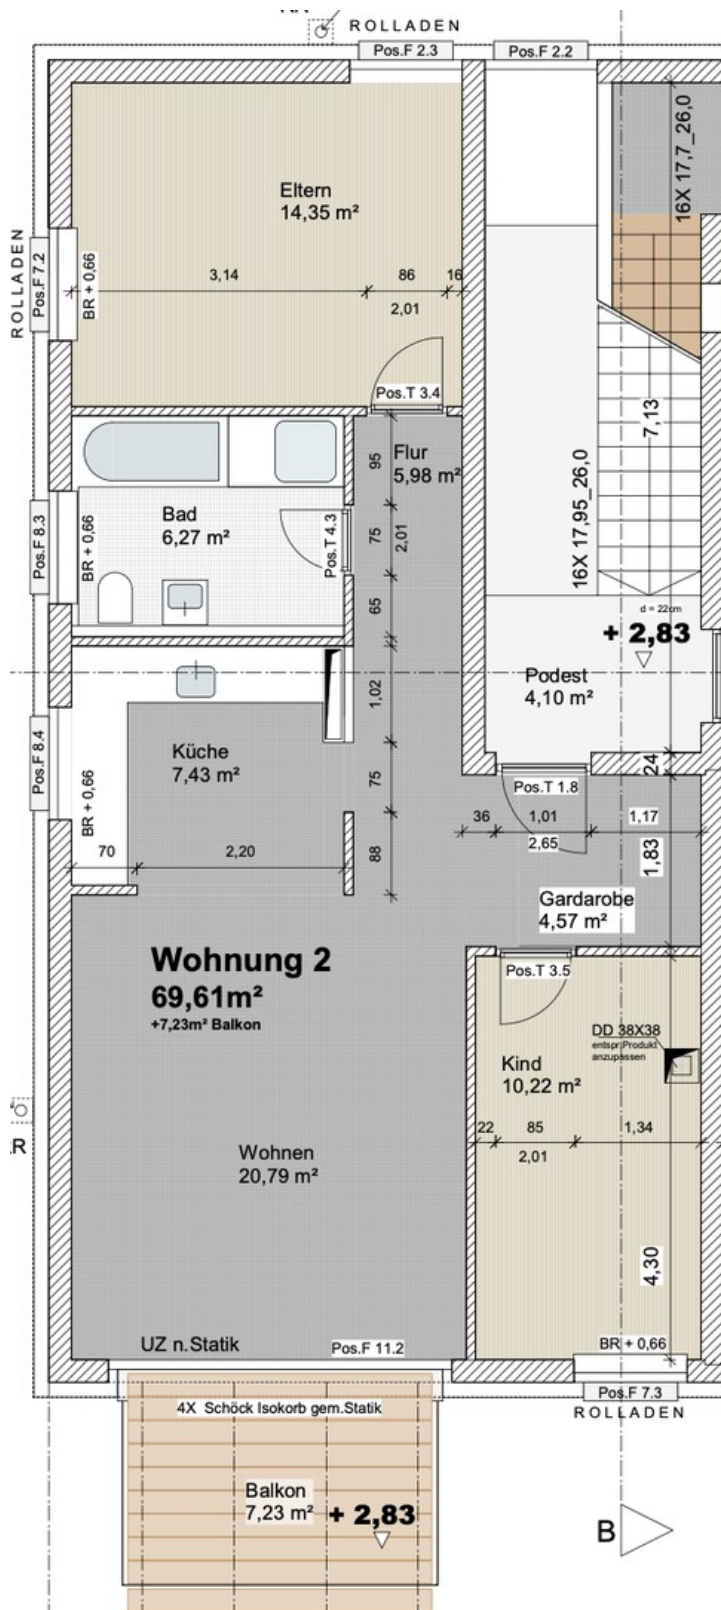 ROLLADEN
Pos.F 2.3
Pos.F 2.2
16X 17,7_26,0
Eltern
14,35 m²
ROLLADEN
Pos.F 7.2
BR + 0,66
3,14
86
16
2,01
Pos.T 3.4
7,13
Flur
5,98 m²
95
16X 17,95_26,0
Bad
6,27 m²
Pos.F 8.3
BR + 0,66
Pos.T 4.3
75
2,01
65
d = 22cm
+ 2,83
Podest
4,10 m²
1,02
Küche
7,43 m²
Pos.F 8.4
BR + 0,66
75
24
Pos.T 1.8
36
1,01
1,17
2,65
1,83
70
2,20
88
Gardarobe
4,57 m²
Wohnung 2
69,61m²
+7,23m² Balkon
Pos.T 3.5
DD 38X38
entspr.Produkt
anzupassen
Kind
10,22 m²
22
85
1,34
2,01
Wohnen
20,79 m²
4,30
UZ n.Statik
Pos.F 11.2
BR + 0,66
Pos.F 7.3
ROLLADEN
4X Schöck Isokorb gem.Statik
Balkon
7,23 m²
+ 2,83
B